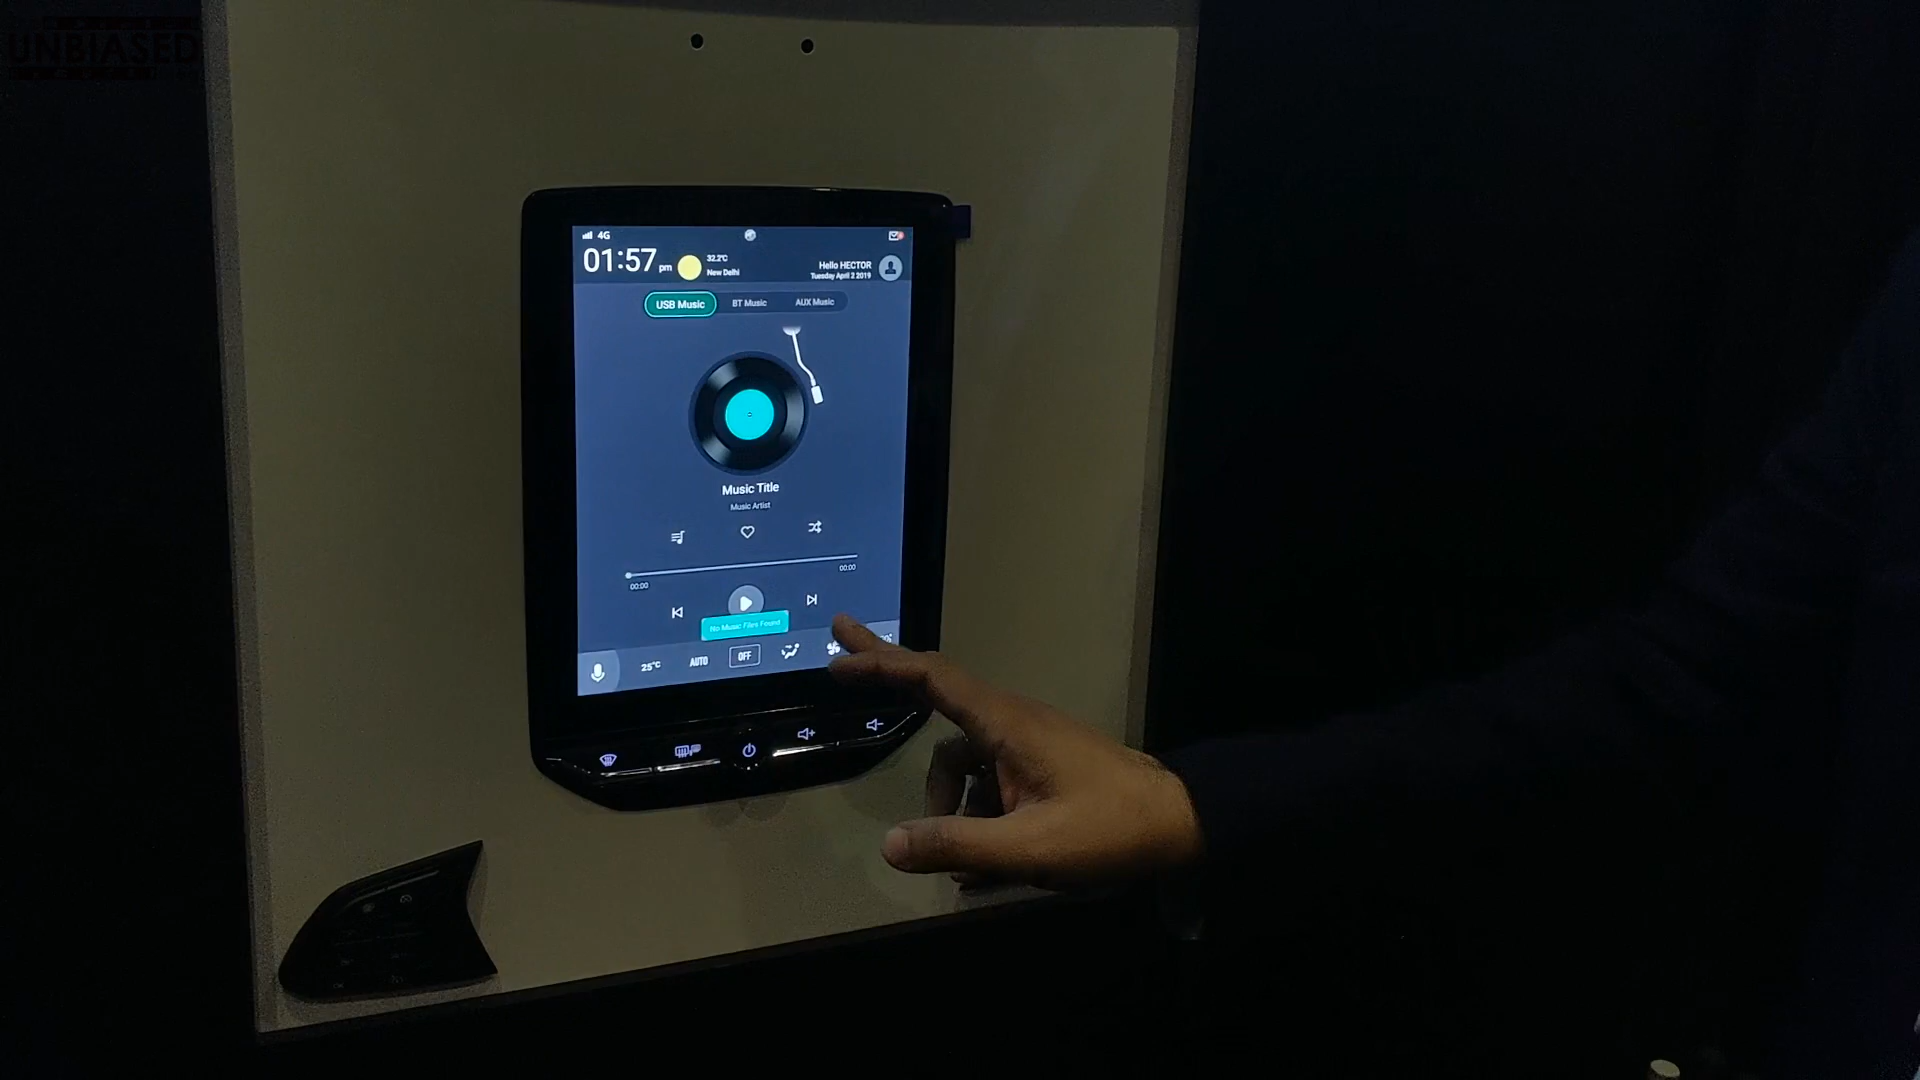 UNBIASED
4G
01:57 pm
32.2°C
New Delhi
Hello HECTOR
Tuesday April 2 2019
USB Music
BT Music
AUX Music
Music Title
Music Artist
00:00
00:00
No Music Files Found
25°C
AUTO
OFF